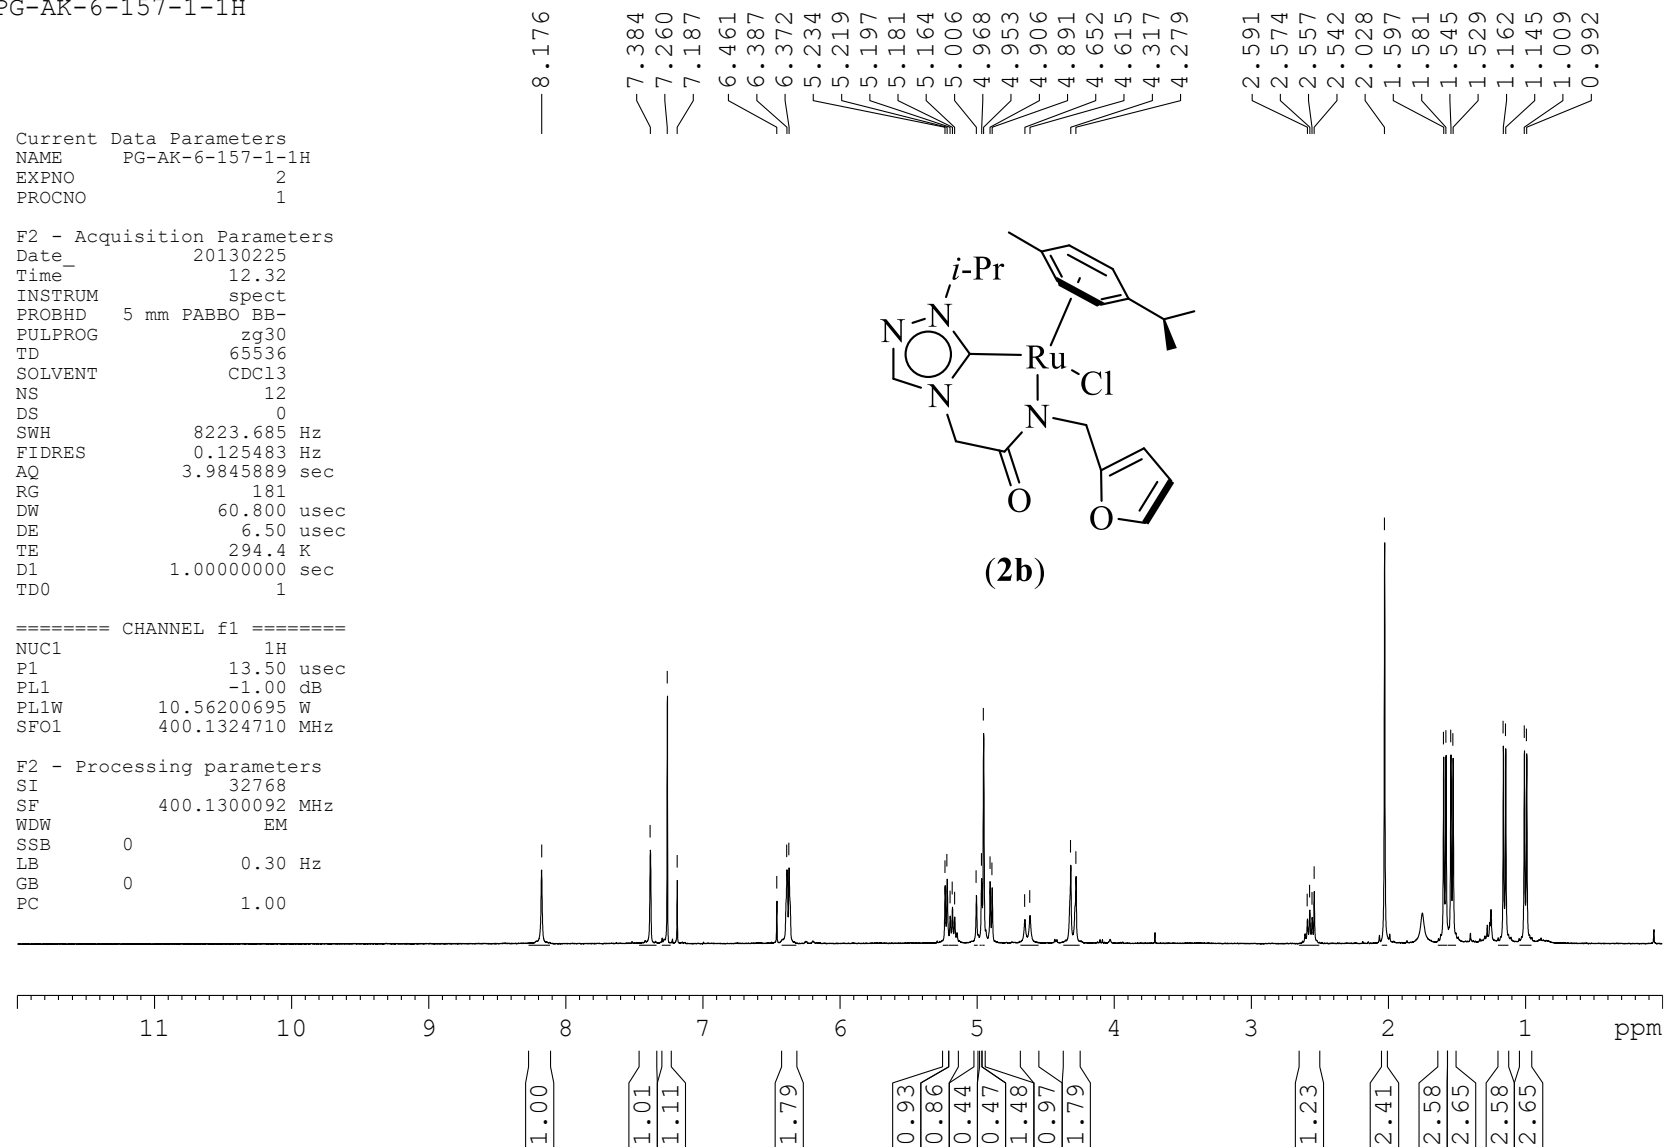 PG-AK-6-157-1-1H
8.176
7.384
7.260
7.187
6.461
6.387
6.372
5.234
5.219
5.197
5.181
5.164
5.006
4.968
4.953
4.906
4.891
4.652
4.615
4.317
4.279
2.591
2.574
2.557
2.542
2.028
1.597
1.581
1.545
1.529
1.162
1.145
1.009
0.992
Current Data Parameters
NAME PG-AK-6-157-1-1H
EXPNO 2
PROCNO 1
F2 - Acquisition Parameters
Date_ 20130225
Time 12.32
INSTRUM spect
PROBHD 5 mm PABBO BB-
PULPROG zg30
TD 65536
SOLVENT CDCl3
NS 12
DS 0
SWH 8223.685 Hz
FIDRES 0.125483 Hz
AQ 3.9845889 sec
RG 181
DW 60.800 usec
DE 6.50 usec
TE 294.4 K
D1 1.00000000 sec
TD0 1
======== CHANNEL f1 ========
NUC1 1H
P1 13.50 usec
PL1 -1.00 dB
PL1W 10.56200695 W
SFO1 400.1324710 MHz
F2 - Processing parameters
SI 32768
SF 400.1300092 MHz
WDW EM
SSB 0
LB 0.30 Hz
GB 0
PC 1.00
i-Pr
N N
Ru
Cl
N
N
O
O
(2b)
11 10 9 8 7 6 5 4 3 2 1 ppm
1.00
1.01
1.11
1.79
0.93
0.86
0.44
0.47
1.48
0.97
1.79
1.23
2.41
2.58
2.65
2.58
2.65